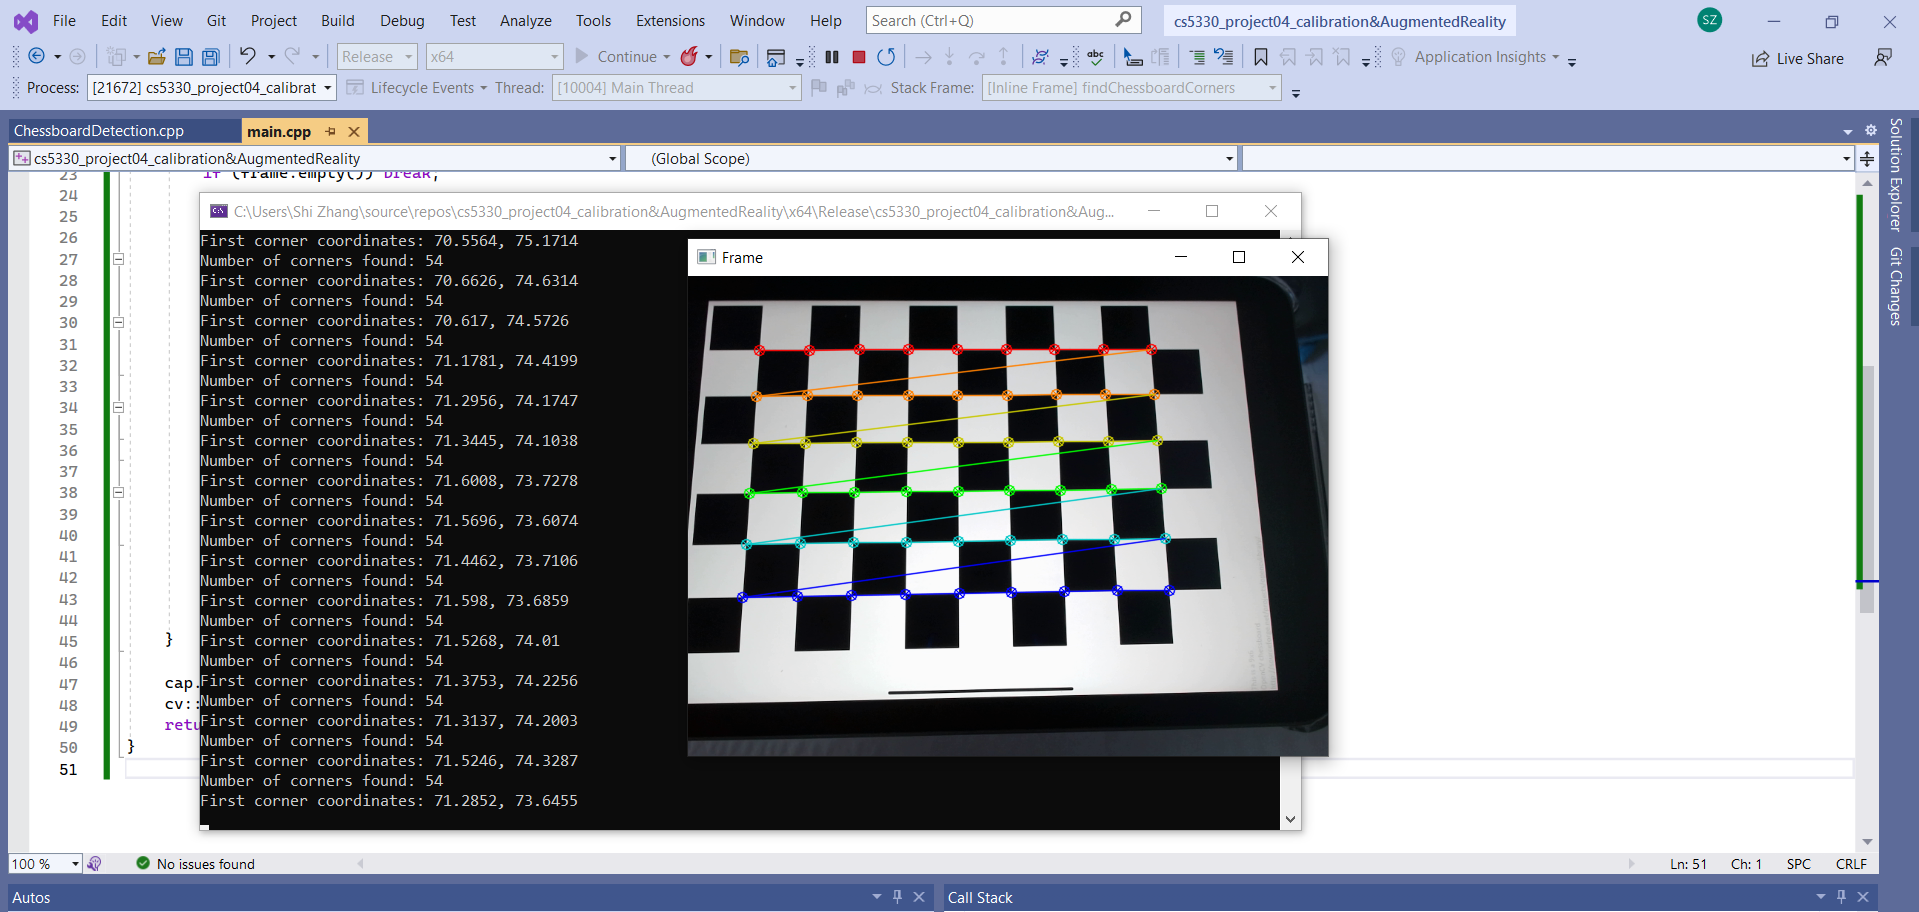 File Edit View Git Project Build Debug Test Analyze Tools Extensions Window Help Search (Ctrl+Q) cs5330_project04_calibration&AugmentedReality SZ
Release x64 Continue abc Application Insights Live Share
Process: [21672] cs5330_project04_calibrat Lifecycle Events Thread: [10004] Main Thread Stack Frame: [Inline Frame] findChessboardCorners
ChessboardDetection.cpp main.cpp
cs5330_project04_calibration&AugmentedReality (Global Scope)
23 if (frame.empty()) break;
24
25
26
27
28
29
30
31
32
33
34
35
36
37
38
39
40
41
42
43
44
45 }
46
47 cap.
48 cv::
49 retu
50 }
51
C:\Users\Shi Zhang\source\repos\cs5330_project04_calibration&AugmentedReality\x64\Release\cs5330_project04_calibration&Aug...
First corner coordinates: 70.5564, 75.1714
Number of corners found: 54
First corner coordinates: 70.6626, 74.6314
Number of corners found: 54
First corner coordinates: 70.617, 74.5726
Number of corners found: 54
First corner coordinates: 71.1781, 74.4199
Number of corners found: 54
First corner coordinates: 71.2956, 74.1747
Number of corners found: 54
First corner coordinates: 71.3445, 74.1038
Number of corners found: 54
First corner coordinates: 71.6008, 73.7278
Number of corners found: 54
First corner coordinates: 71.5696, 73.6074
Number of corners found: 54
First corner coordinates: 71.4462, 73.7106
Number of corners found: 54
First corner coordinates: 71.598, 73.6859
Number of corners found: 54
First corner coordinates: 71.5268, 74.01
Number of corners found: 54
First corner coordinates: 71.3753, 74.2256
Number of corners found: 54
First corner coordinates: 71.3137, 74.2003
Number of corners found: 54
First corner coordinates: 71.5246, 74.3287
Number of corners found: 54
First corner coordinates: 71.2852, 73.6455
Frame
Solution Explorer
Git Changes
100 % No issues found Ln: 51 Ch: 1 SPC CRLF
Autos Call Stack